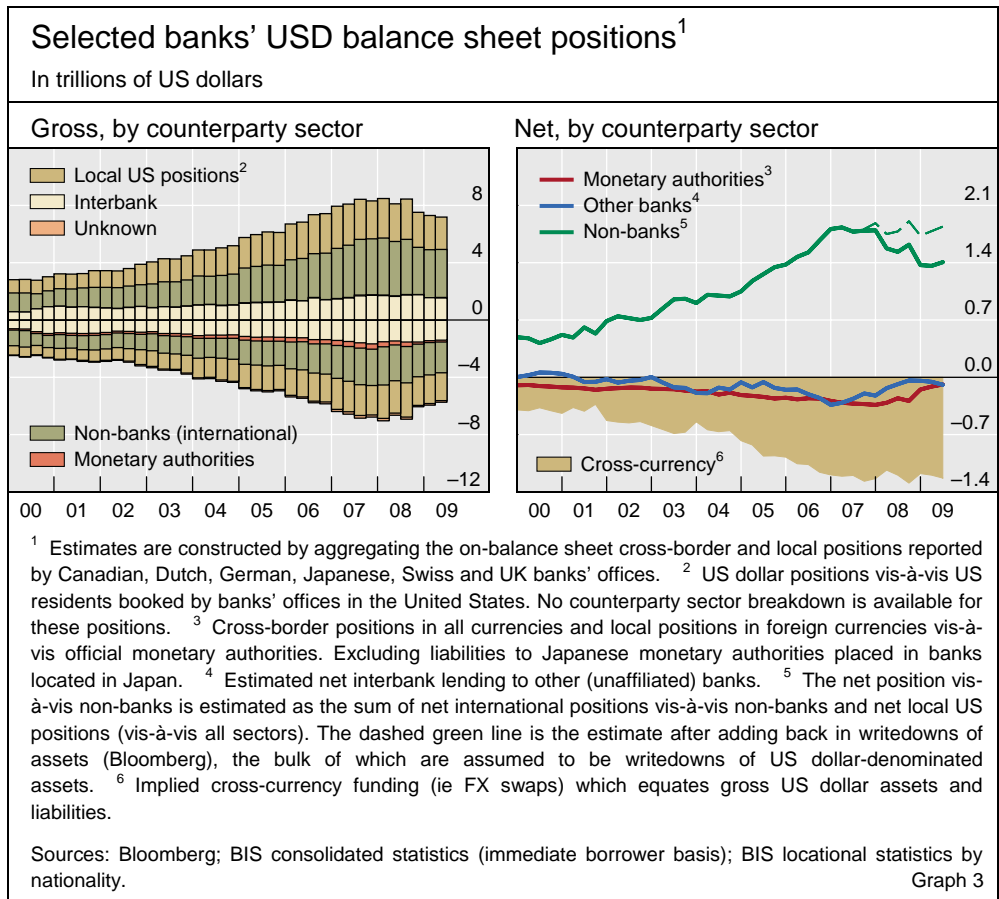 Selected banks’ USD balance sheet positions1
In trillions of US dollars
Gross, by counterparty sector
Local US positions2
Interbank
Unknown
8
4
0
–4
–8
–12
Non-banks (international)
Monetary authorities
00 01 02 03 04 05 06 07 08 09
Net, by counterparty sector
Monetary authorities3
Other banks4
Non-banks5
2.1
1.4
0.7
0.0
–0.7
–1.4
Cross-currency6
00 01 02 03 04 05 06 07 08 09
1 Estimates are constructed by aggregating the on-balance sheet cross-border and local positions reported
by Canadian, Dutch, German, Japanese, Swiss and UK banks’ offices. 2 US dollar positions vis-à-vis US
residents booked by banks’ offices in the United States. No counterparty sector breakdown is available for
these positions. 3 Cross-border positions in all currencies and local positions in foreign currencies vis-à-
vis official monetary authorities. Excluding liabilities to Japanese monetary authorities placed in banks
located in Japan. 4 Estimated net interbank lending to other (unaffiliated) banks. 5 The net position vis-
à-vis non-banks is estimated as the sum of net international positions vis-à-vis non-banks and net local US
positions (vis-à-vis all sectors). The dashed green line is the estimate after adding back in writedowns of
assets (Bloomberg), the bulk of which are assumed to be writedowns of US dollar-denominated
assets. 6 Implied cross-currency funding (ie FX swaps) which equates gross US dollar assets and
liabilities.
Sources: Bloomberg; BIS consolidated statistics (immediate borrower basis); BIS locational statistics by
nationality. Graph 3